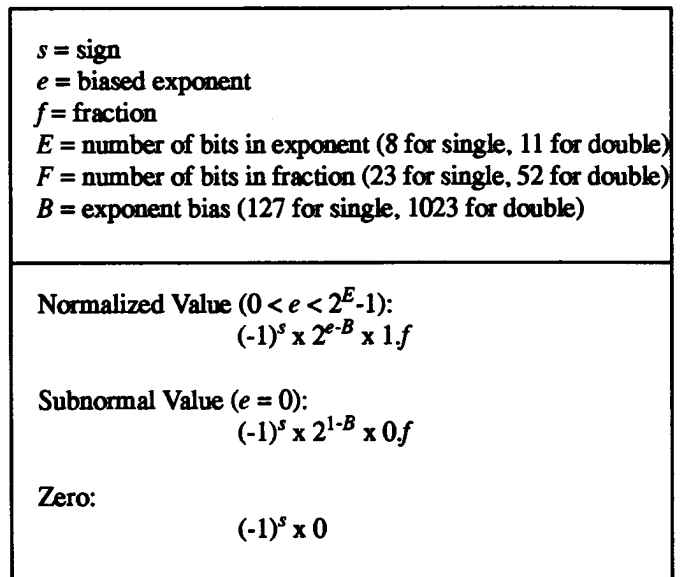 s = sign
e = biased exponent
f = fraction
E = number of bits in exponent (8 for single, 11 for double)
F = number of bits in fraction (23 for single, 52 for double)
B = exponent bias (127 for single, 1023 for double)
Normalized Value (0 < e < 2^E-1):
(-1)^s x 2^{e-B} x 1.f
Subnormal Value (e = 0):
(-1)^s x 2^{1-B} x 0.f
Zero:
(-1)^s x 0